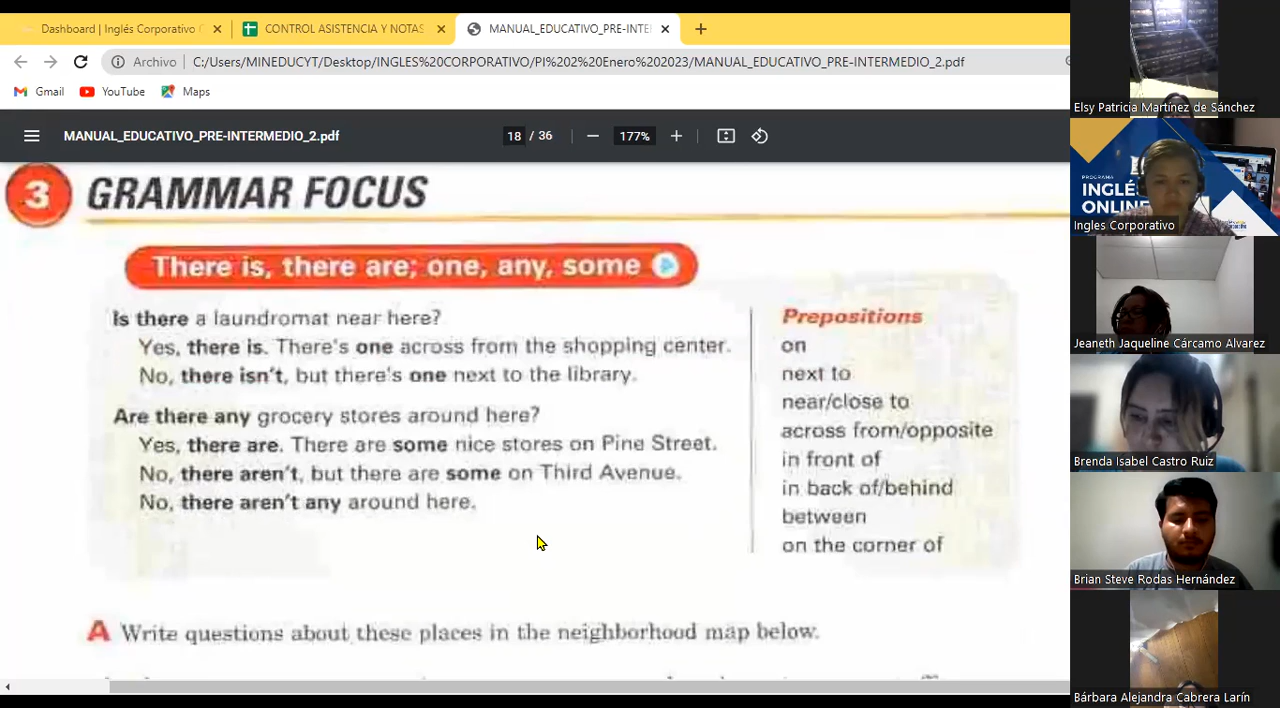 Dashboard | Inglés Corporativo
CONTROL ASISTENCIA Y NOTAS
MANUAL_EDUCATIVO_PRE-INTE
Archivo
C:/Users/MINEDUCYT/Desktop/INGLES%20CORPORATIVO/PI%202%20Enero%202023/MANUAL_EDUCATIVO_PRE-INTERMEDIO_2.pdf
Gmail
YouTube
Maps
MANUAL_EDUCATIVO_PRE-INTERMEDIO_2.pdf
18 / 36
177%
3 GRAMMAR FOCUS
There is, there are; one, any, some
Is there a laundromat near here?
Yes, there is. There's one across from the shopping center.
No, there isn't, but there's one next to the library.
Are there any grocery stores around here?
Yes, there are. There are some nice stores on Pine Street.
No, there aren't, but there are some on Third Avenue.
No, there aren't any around here.
Prepositions
on
next to
near/close to
across from/opposite
in front of
in back of/behind
between
on the corner of
A Write questions about these places in the neighborhood map below.
Elsy Patricia Martínez de Sánchez
PROGRAMA
INGLÉ
ONLINE
Ingles Corporativo
Jeaneth Jaqueline Cárcamo Alvarez
Brenda Isabel Castro Ruiz
Brian Steve Rodas Hernández
Bárbara Alejandra Cabrera Larín